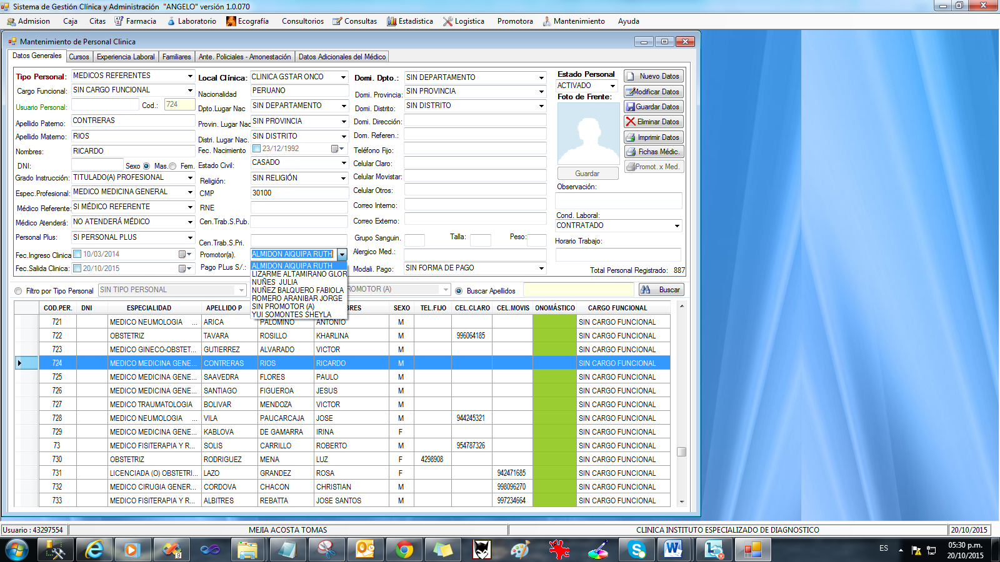 Sistema de Gestión Clínica y Administración "ANGELO" versión 1.0.070
Admision Caja Citas Farmacia Laboratorio Ecografía Consultorios Consultas Estadistica Logistica Promotora Mantenimiento Ayuda
Mantenimiento de Personal Clinica
Datos Generales Cursos Experiencia Laboral Familiares Ante. Policiales - Amonestación Datos Adicionales del Médico
Tipo Personal: MEDICOS REFERENTES
Cargo Funcional: SIN CARGO FUNCIONAL
Usuario Personal: Cod.: 724
Apellido Paterno: CONTRERAS
Apellido Materno: RIOS
Nombres: RICARDO
DNI: Sexo Mas. Fem.
Grado Instrucción: TITULADO(A) PROFESIONAL
Espec.Profesional: MEDICO MEDICINA GENERAL
Médico Referente: SI MÉDICO REFERENTE
Médico Atenderá: NO ATENDERÁ MÉDICO
Personal Plus: SI PERSONAL PLUS
Fec.Ingreso Clinica 10/03/2014
Fec.Salida Clinica: 20/10/2015
Local Clínica: CLINICA GSTAR ONCO
Nacionalidad PERUANO
Dpto.Lugar Nac SIN DEPARTAMENTO
Provin. Lugar Nac SIN PROVINCIA
Distri. Lugar Nac. SIN DISTRITO
Fec. Nacimiento 23/12/1992
Estado Civil: CASADO
Religión: SIN RELIGIÓN
CMP 30100
RNE
Cen.Trab.S.Pub.
Cen.Trab.S.Pri.
Promotor(a). ALMIDON AIQUIPA RUTH
Pago PLus S/.:
ALMIDON AIQUIPA RUTH
LIZARME ALTAMIRANO GLOR
NUÑES JULIA
NUÑEZ BALQUERO FABIOLA
ROMERO ARANIBAR JORGE
SIN PROMOTOR (A)
YUI SOMONTES SHEYLA
Domi. Dpto.: SIN DEPARTAMENTO
Domi. Provincia: SIN PROVINCIA
Domi. Distrito: SIN DISTRITO
Domi. Dirección:
Dom. Referen.:
Teléfono Fijo:
Celular Claro:
Celular Movistar:
Celular Otros:
Correo Interno:
Correo Externo:
Grupo Sanguin. Talla: Peso:
Alergico Med.:
Modali. Pago: SIN FORMA DE PAGO
Estado Personal
ACTIVADO
Foto de Frente:
Guardar
Observación:
Cond. Laboral:
CONTRATADO
Horario Trabajo:
Total Personal Registrado: 887
Nuevo Datos
Modificar Datos
Guardar Datos
Eliminar Datos
Imprimir Datos
Fichas Médic.
Promot. x Med.
Filtro por Tipo Personal SIN TIPO PERSONAL OMOTOR (A) Buscar Apellidos Buscar
COD.PER. DNI ESPECIALIDAD APELLIDO P BRES SEXO TEL.FIJO CEL.CLARO CEL.MOVIS ONOMÁSTICO CARGO FUNCIONAL
721 MEDICO NEUMOLOGIA ... ARICA PALOMINO ANTONIO M SIN CARGO FUNCIONAL
722 OBSTETRIZ TAVARA ROSILLO KHARLINA M 996064185 SIN CARGO FUNCIONAL
723 MEDICO GINECO-OBSTET... GUTIERREZ ALVARADO VICTOR M SIN CARGO FUNCIONAL
724 MEDICO MEDICINA GENE... CONTRERAS RIOS RICARDO M SIN CARGO FUNCIONAL
725 MEDICO MEDICINA GENE... SAAVEDRA FLORES PAULO M SIN CARGO FUNCIONAL
726 MEDICO MEDICINA GENE... SANTIAGO FIGUEROA JESUS M SIN CARGO FUNCIONAL
727 MEDICO TRAUMATOLOGIA BOLIVAR MENDOZA VICTOR M SIN CARGO FUNCIONAL
728 MEDICO NEUMOLOGIA ... VILA PAUCARCAJA JOSE M 944245321 SIN CARGO FUNCIONAL
729 MEDICO MEDICINA GENE... KABLOVA DE GAMARRA IRINA F SIN CARGO FUNCIONAL
73 MEDICO FISITERAPIA Y R... SOLIS CARRILLO ROBERTO M 954787326 SIN CARGO FUNCIONAL
730 OBSTETRIZ RODRIGUEZ MENA LUZ F 4298908 SIN CARGO FUNCIONAL
731 LICENCIADA (O) OBSTETRI... LAZO GRANDEZ ROSA F 942471685 SIN CARGO FUNCIONAL
732 MEDICO CIRUGIA GENER... CORDOVA CHACON CHRISTIAN M 998096270 SIN CARGO FUNCIONAL
733 MEDICO FISITERAPIA Y R... ALBITRES REBATTA JOSE SANTOS M 997234664 SIN CARGO FUNCIONAL
Usuario : 43297554 MEJIA ACOSTA TOMAS CLINICA INSTITUTO ESPECIALIZADO DE DIAGNOSTICO 20/10/2015
ES 05:30 p.m.
20/10/2015